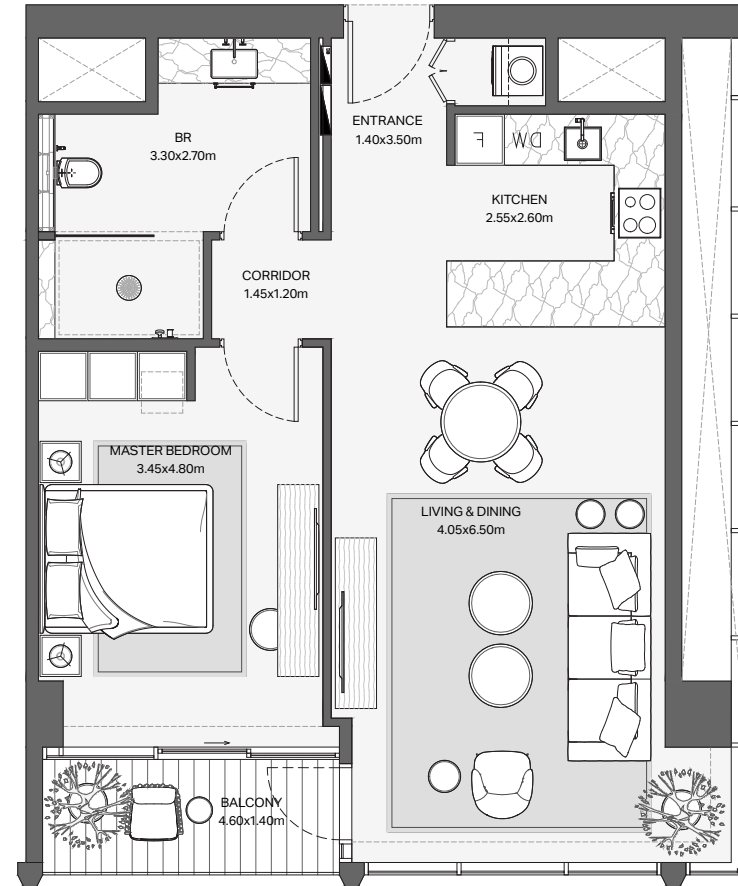 ENTRANCE
1.40x3.50m
BR
3.30x2.70m
F
DW
KITCHEN
2.55x2.60m
CORRIDOR
1.45x1.20m
MASTER BEDROOM
3.45x4.80m
LIVING & DINING
4.05x6.50m
BALCONY
4.60x1.40m